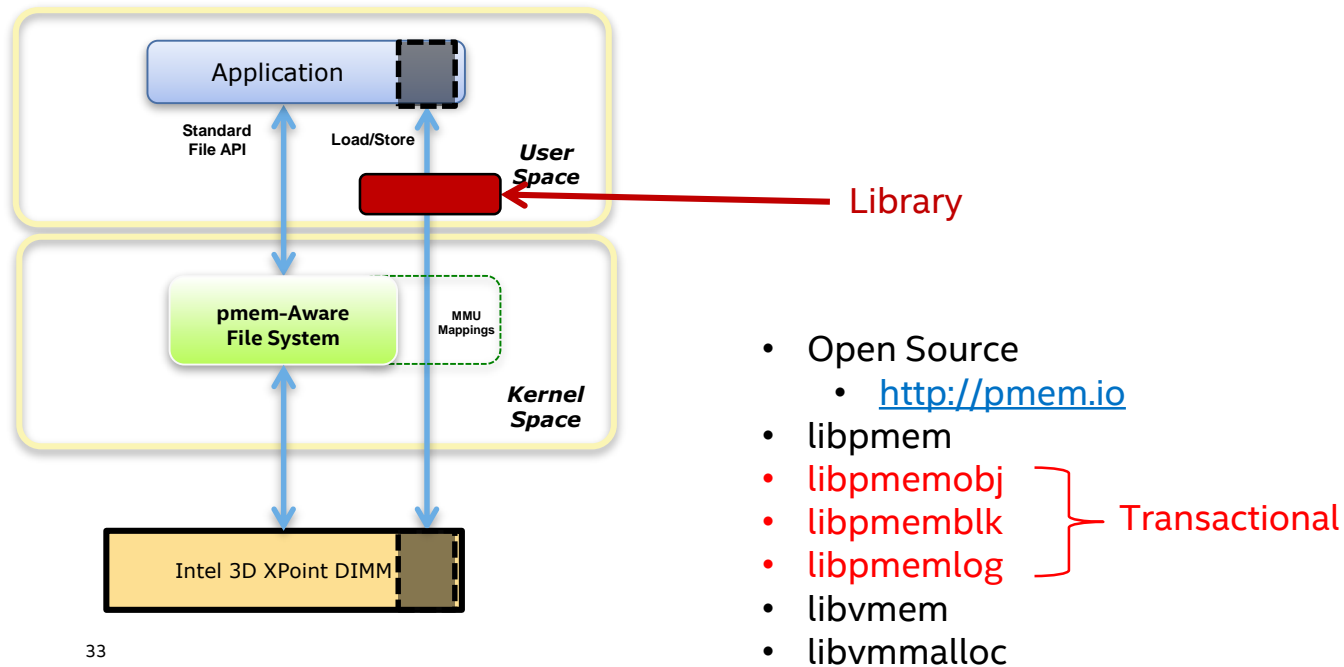 Application
Standard
File API
Load/Store
User
Space
Library
pmem-Aware
File System
MMU
Mappings
Kernel
Space
Intel 3D XPoint DIMM
• Open Source
• http://pmem.io
• libpmem
• libpmemobj
• libpmemblk
• libpmemlog
Transactional
• libvmem
• libvmmalloc
33